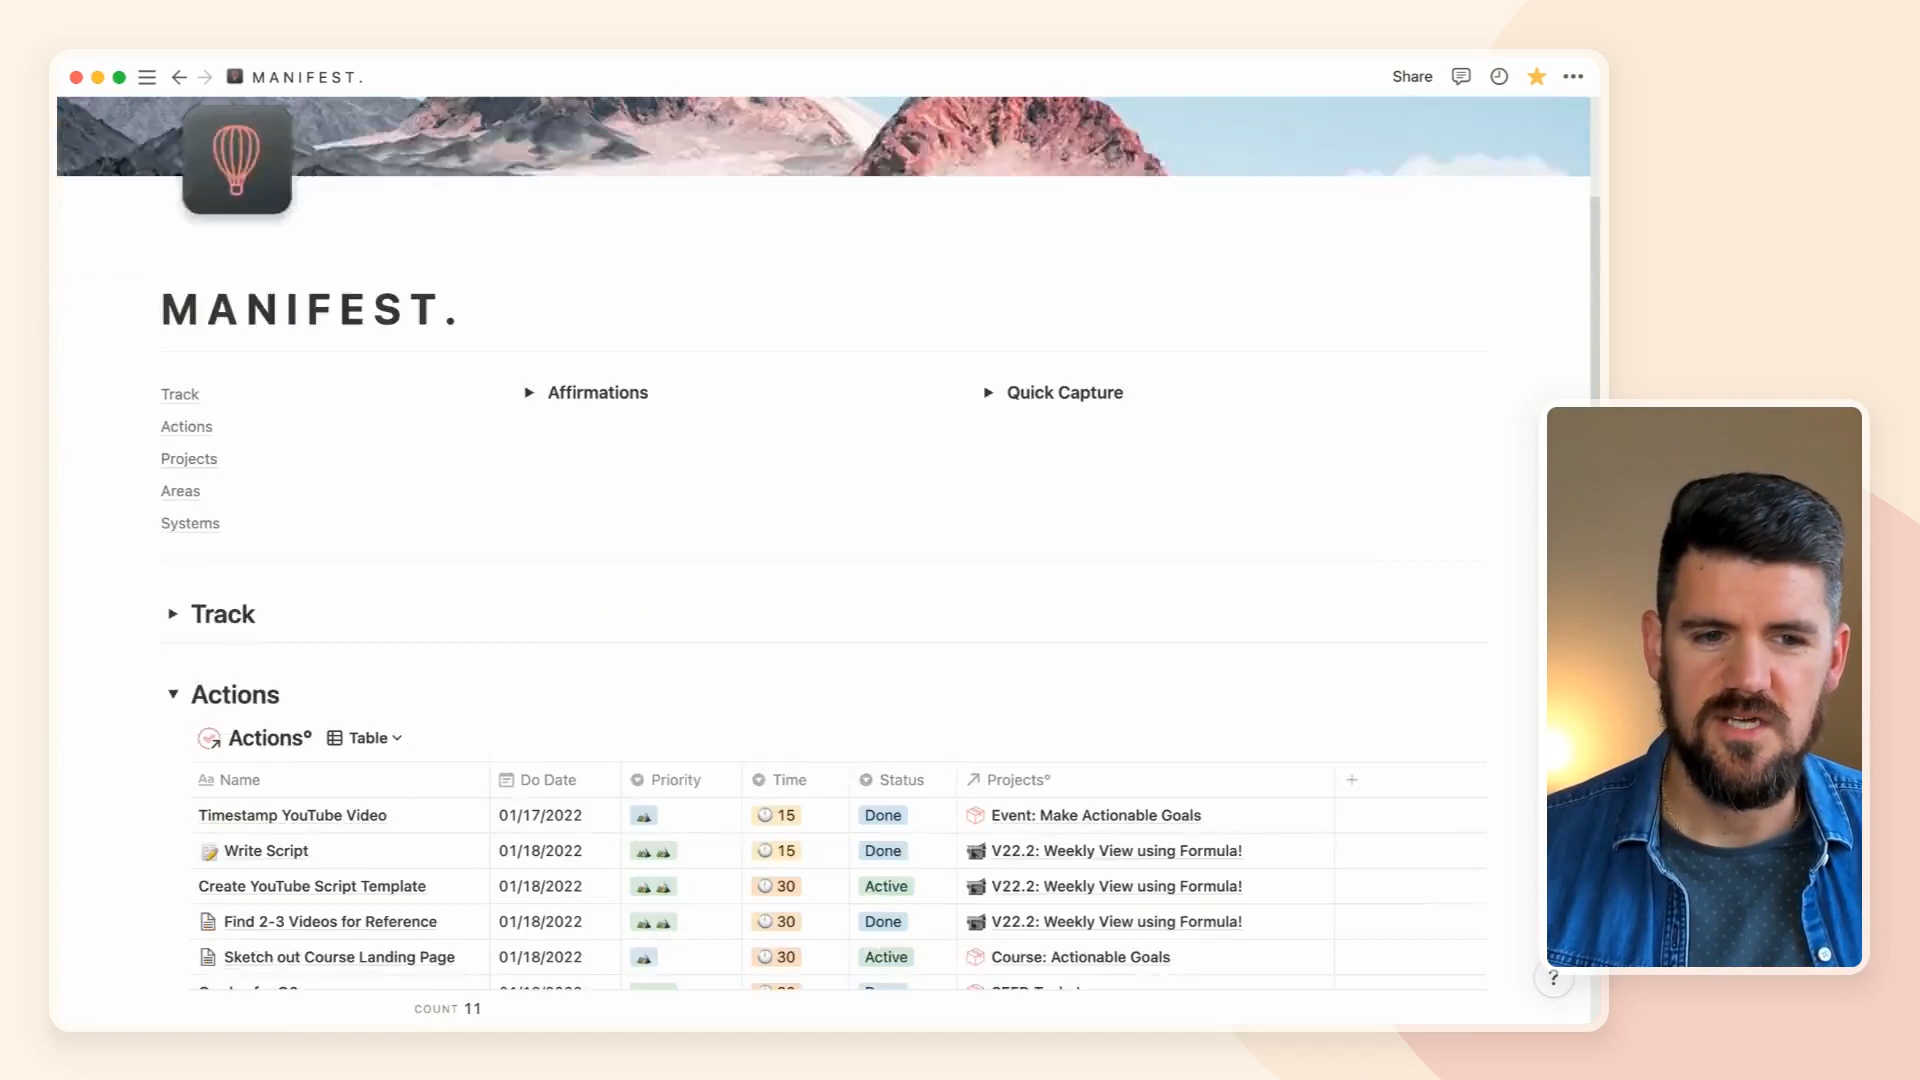 MANIFEST.
Share
MANIFEST.
Track
Actions
Projects
Areas
Systems
Affirmations
Quick Capture
Track
Actions
Actions° Table
Aa Name Do Date Priority Time Status Projects° +
Timestamp YouTube Video 01/17/2022 15 Done Event: Make Actionable Goals
Write Script 01/18/2022 15 Done V22.2: Weekly View using Formula!
Create YouTube Script Template 01/18/2022 30 Active V22.2: Weekly View using Formula!
Find 2-3 Videos for Reference 01/18/2022 30 Done V22.2: Weekly View using Formula!
Sketch out Course Landing Page 01/18/2022 30 Active Course: Actionable Goals
COUNT 11
?